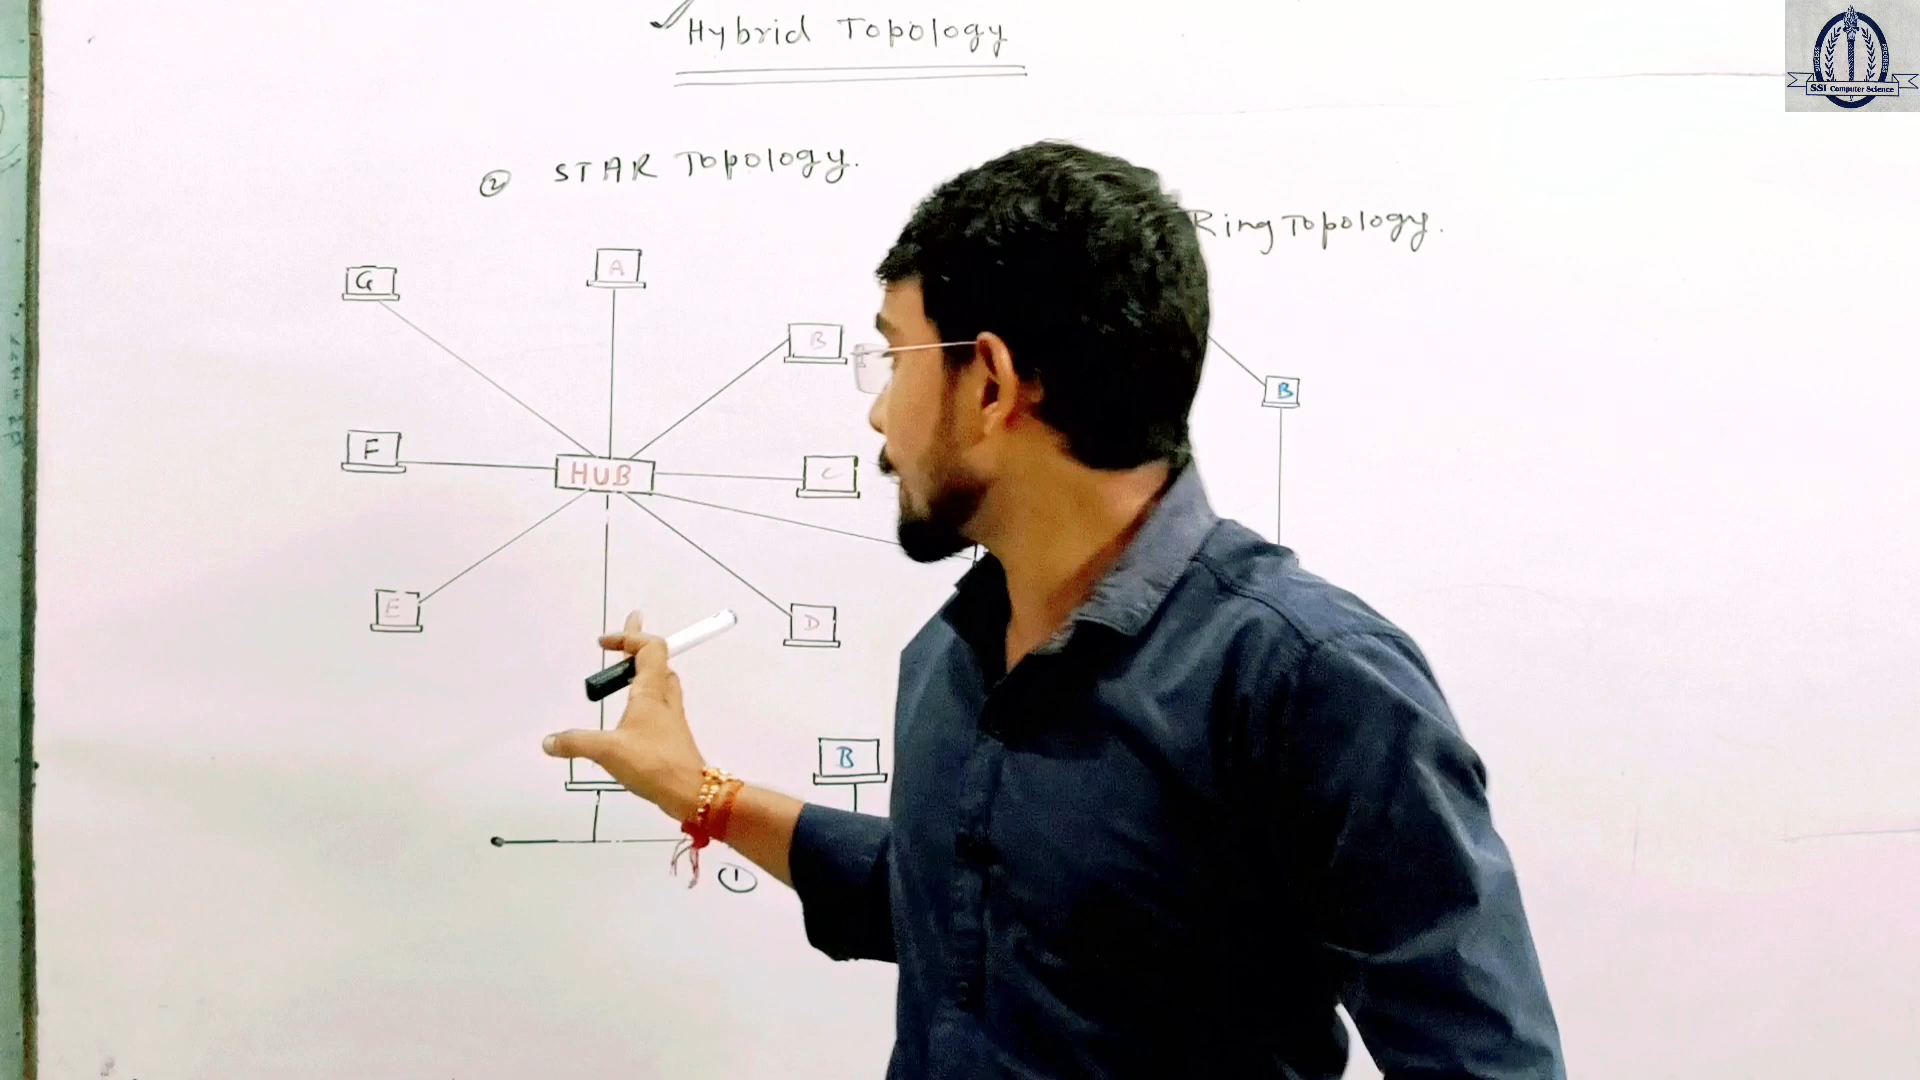 Hybrid Topology
② STAR Topology.
Ring Topology.
G
A
B
B
F
HUB
C
E
D
B
①
SSI Computer Science